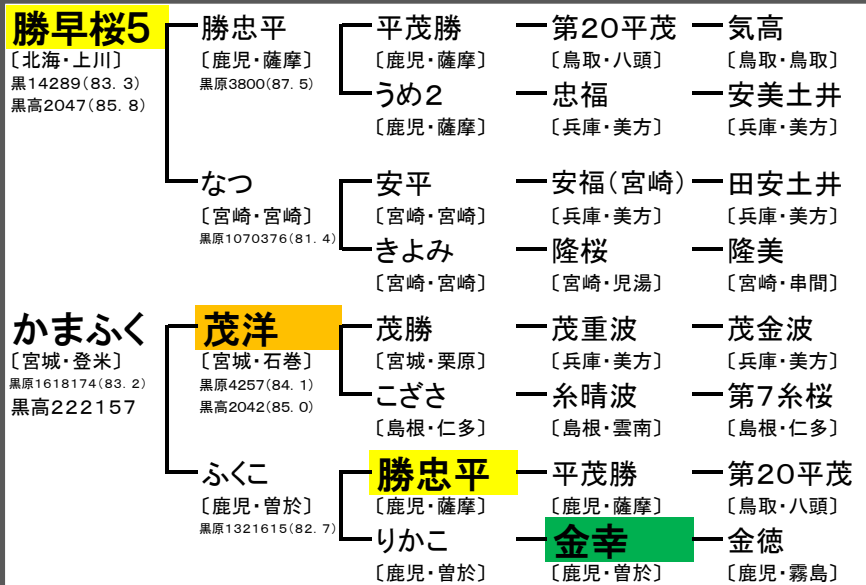 勝早桜5
〔北海・上川〕
黒14289(83. 3)
黒高2047(85. 8)
勝忠平
〔鹿児・薩摩〕
黒原3800(87. 5)
平茂勝
〔鹿児・薩摩〕
第20平茂
〔鳥取・八頭〕
気高
〔鳥取・鳥取〕
うめ2
〔鹿児・薩摩〕
忠福
〔兵庫・美方〕
安美土井
〔兵庫・美方〕
なつ
〔宮崎・宮崎〕
黒原1070376(81. 4)
安平
〔宮崎・宮崎〕
安福(宮崎)
〔兵庫・美方〕
田安土井
〔兵庫・美方〕
きよみ
〔宮崎・宮崎〕
隆桜
〔宮崎・児湯〕
隆美
〔宮崎・串間〕
かまふく
〔宮城・登米〕
黒原1618174(83. 2)
黒高222157
茂洋
〔宮城・石巻〕
黒原4257(84. 1)
黒高2042(85. 0)
茂勝
〔宮城・栗原〕
茂重波
〔兵庫・美方〕
茂金波
〔兵庫・美方〕
こざさ
〔島根・仁多〕
糸晴波
〔島根・雲南〕
第7糸桜
〔島根・仁多〕
ふくこ
〔鹿児・曽於〕
黒原1321615(82. 7)
勝忠平
〔鹿児・薩摩〕
平茂勝
〔鹿児・薩摩〕
第20平茂
〔鳥取・八頭〕
りかこ
〔鹿児・曽於〕
金幸
〔鹿児・曽於〕
金徳
〔鹿児・霧島〕